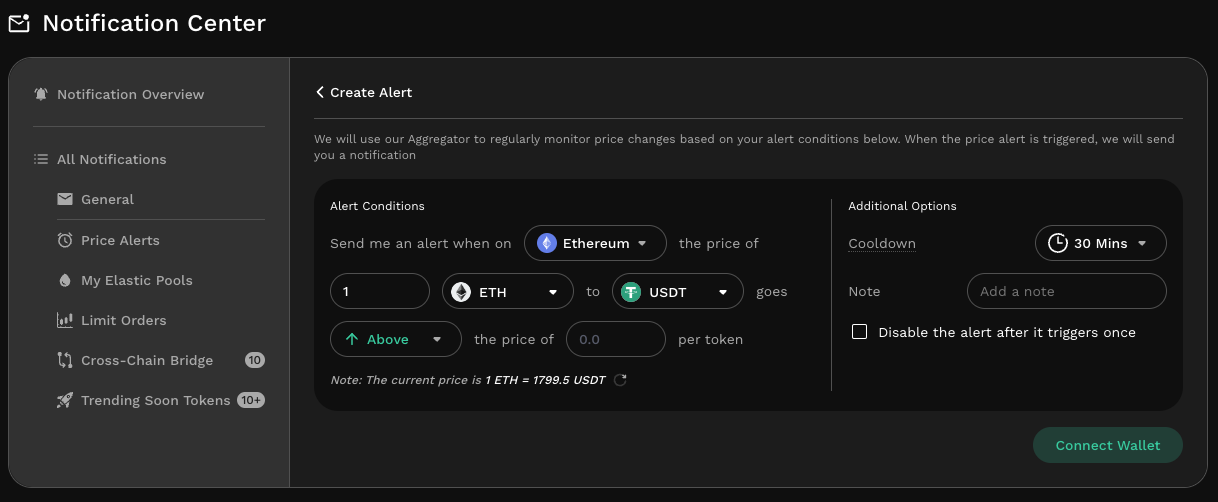 Notification Center
Notification Overview
All Notifications
General
Price Alerts
My Elastic Pools
Limit Orders
Cross-Chain Bridge 10
Trending Soon Tokens 10+
Create Alert
We will use our Aggregator to regularly monitor price changes based on your alert conditions below. When the price alert is triggered, we will send
you a notification
Alert Conditions
Send me an alert when on Ethereum the price of
1 ETH to USDT goes
Above the price of 0.0 per token
Note: The current price is 1 ETH = 1799.5 USDT
Additional Options
Cooldown 30 Mins
Note Add a note
Disable the alert after it triggers once
Connect Wallet